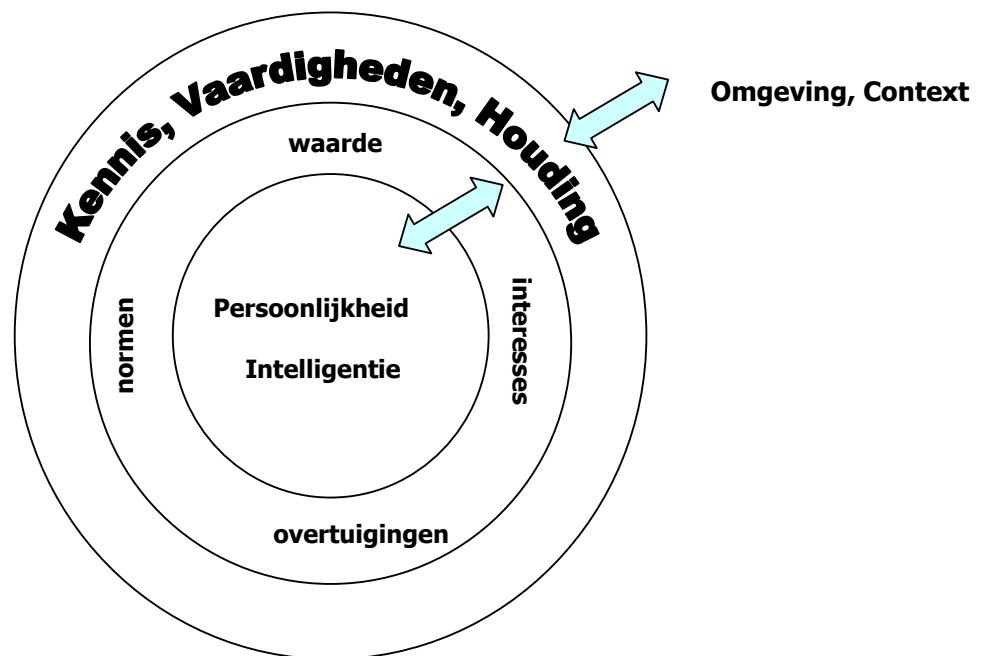 Kennis, Vaardigheden, Houding
Omgeving, Context
waarde
Persoonlijkheid
Intelligentie
normen
interesses
overtuigingen